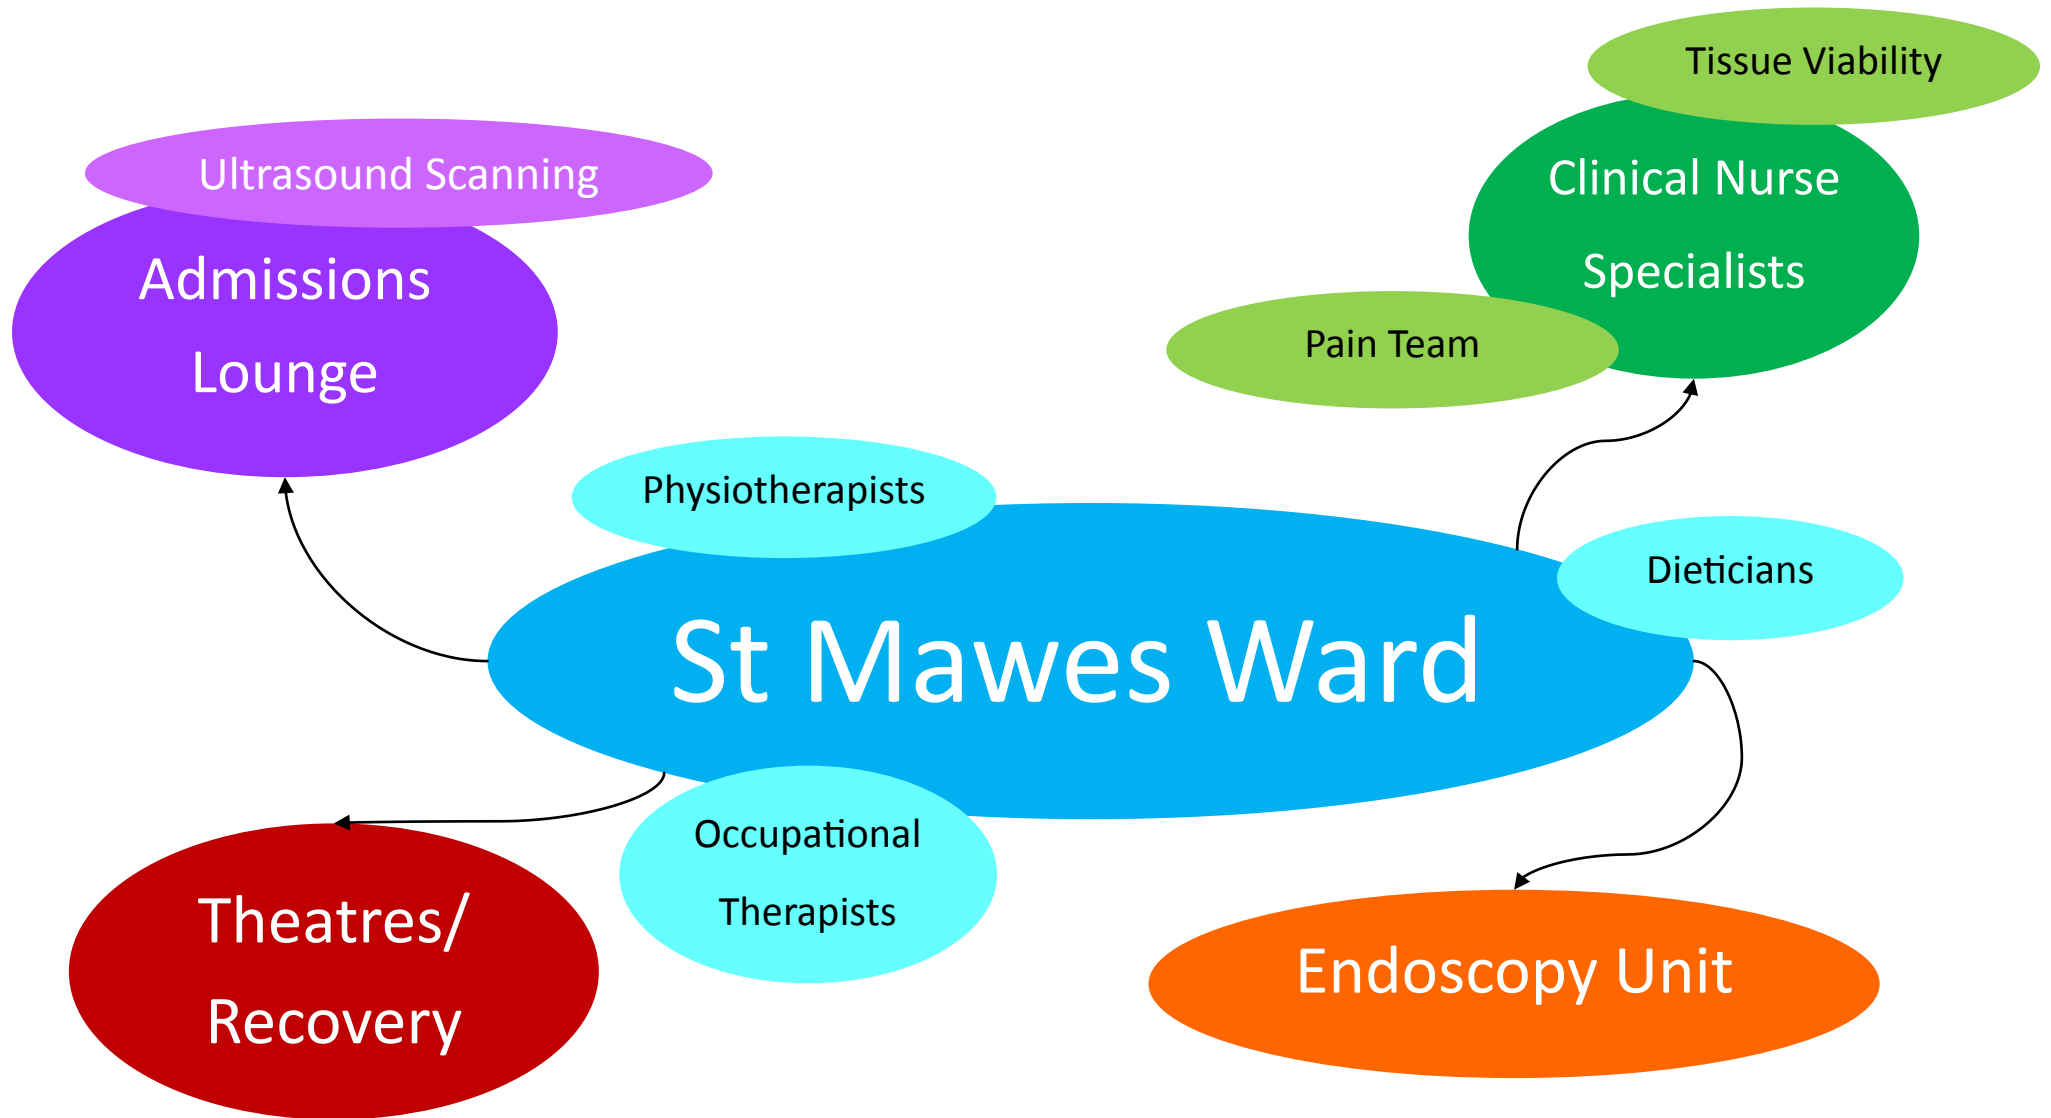 Tissue Viability
Ultrasound Scanning
Clinical Nurse
Specialists
Admissions
Lounge
Pain Team
Physiotherapists
Dieticians
St Mawes Ward
Occupational
Therapists
Theatres/
Recovery
Endoscopy Unit